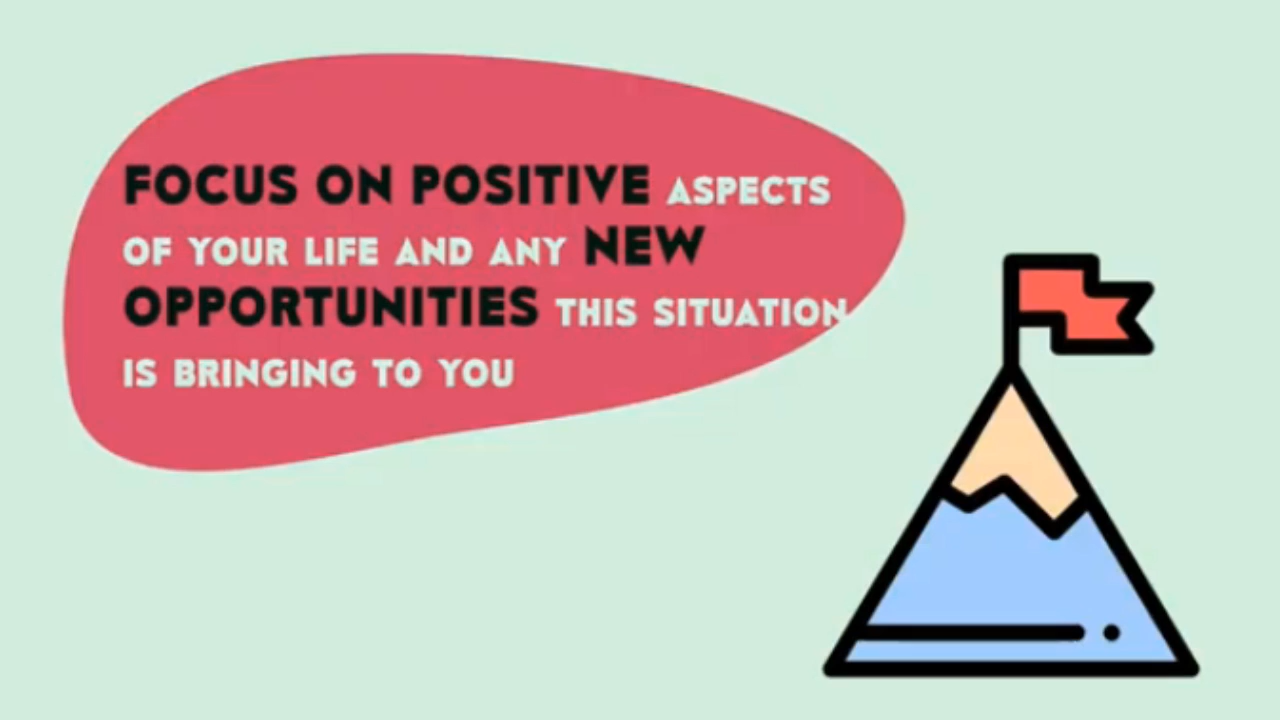 FOCUS ON POSITIVE ASPECTS
OF YOUR LIFE AND ANY NEW
OPPORTUNITIES THIS SITUATION
IS BRINGING TO YOU